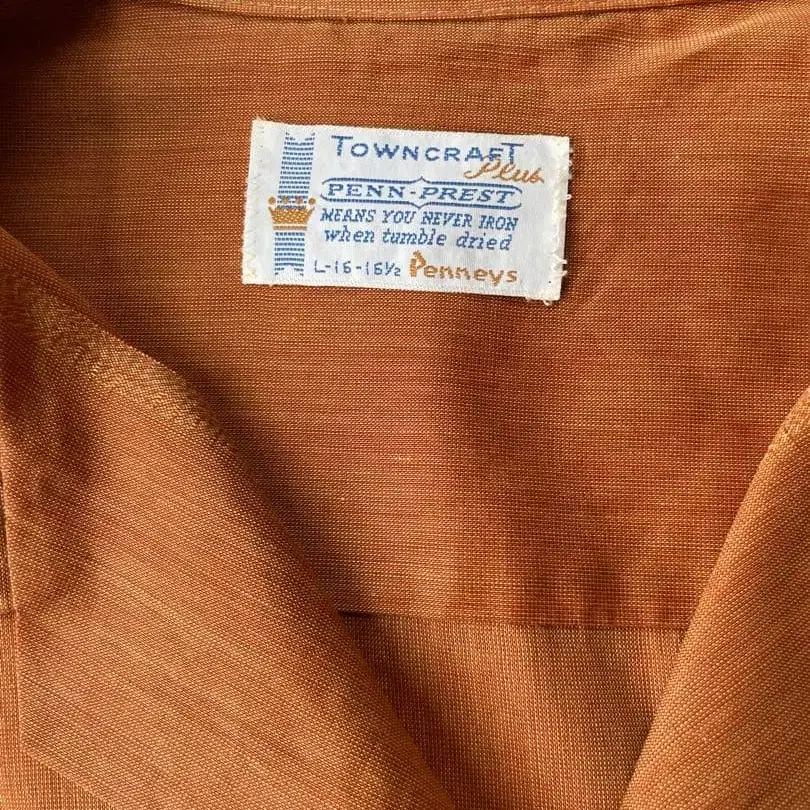 TOWNCRAFT
Plus
PENN-PREST
MEANS YOU NEVER IRON
when tumble dried
L-16-16½ Penneys